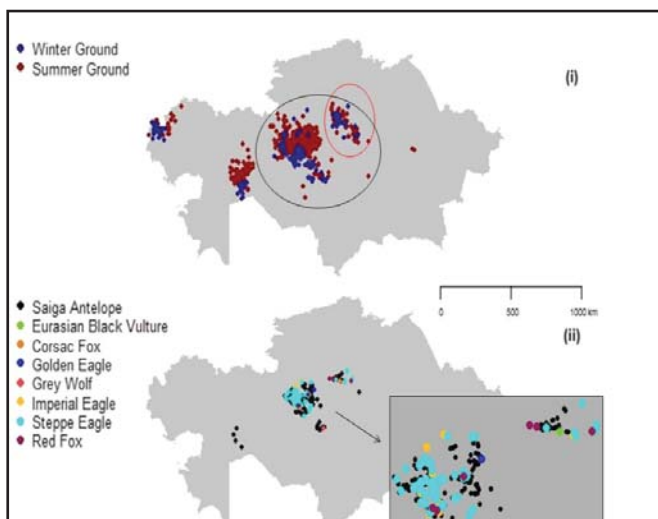 Winter Ground
Summer Ground
(i)
Saiga Antelope
Eurasian Black Vulture
Corsac Fox
Golden Eagle
Grey Wolf
Imperial Eagle
Steppe Eagle
Red Fox
0 500 1000 km
(ii)